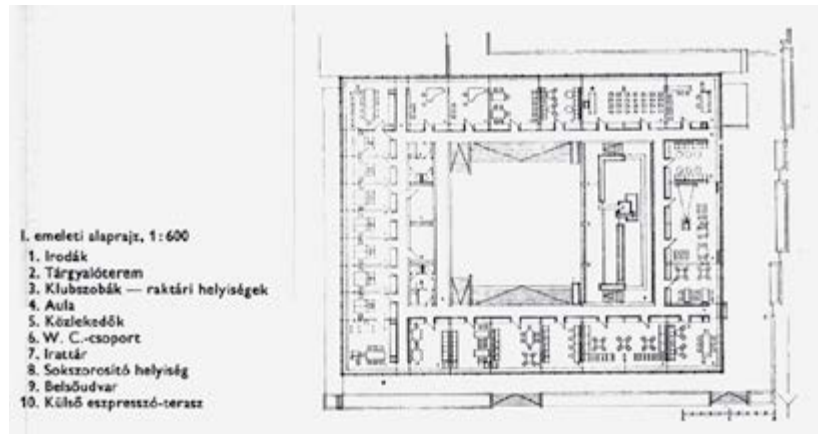 I. emeleti alaprajz, 1:600
1. Irodák
2. Tárgyalóterem
3. Klubszobák — raktári helyiségek
4. Aula
5. Közlekedők
6. W. C.-csoport
7. Irattár
8. Sokszorosító helyiség
9. Belsőudvar
10. Külső eszpresszó-terasz